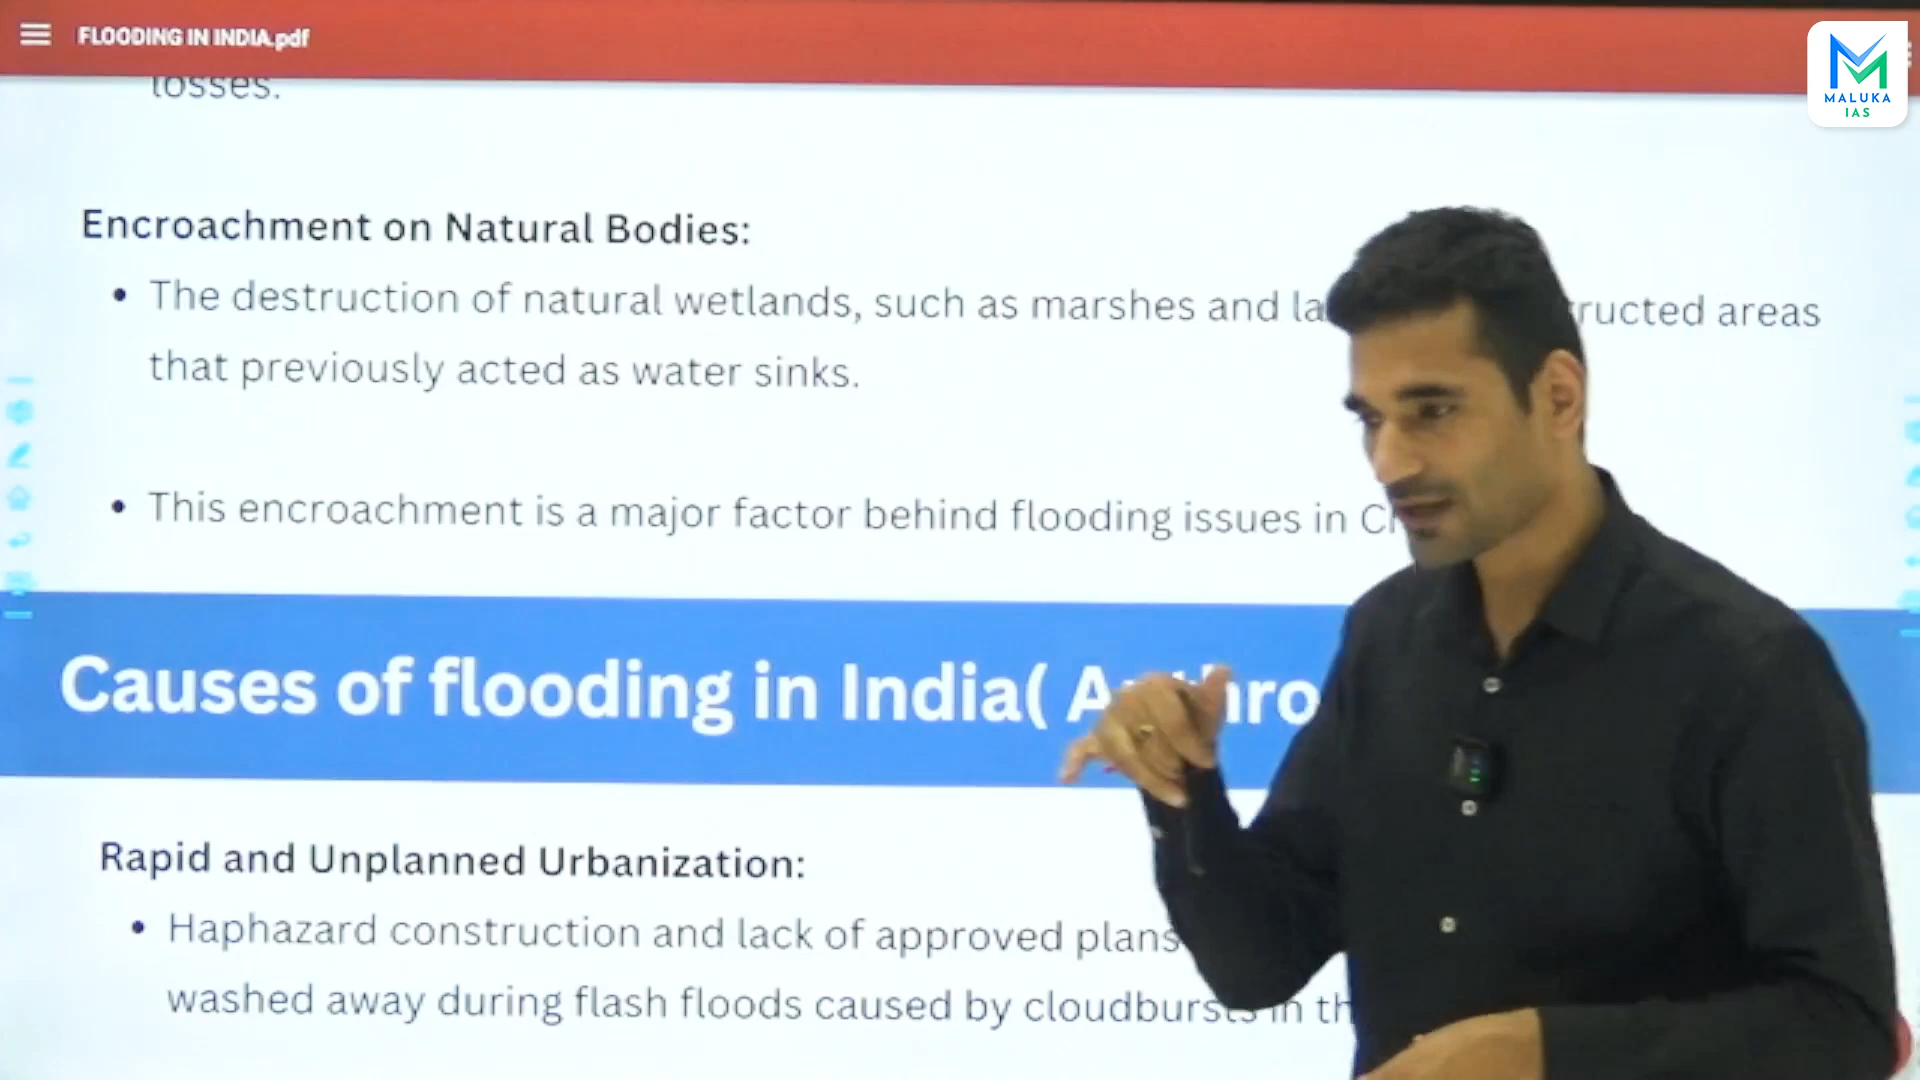 FLOODING IN INDIA.pdf
MALUKA
IAS
losses.
Encroachment on Natural Bodies:
The destruction of natural wetlands, such as marshes and areas
that previously acted as water sinks.
This encroachment is a major factor behind flooding issues in
Causes of flooding in India(
Rapid and Unplanned Urbanization:
Haphazard construction and lack of approved plans
washed away during flash floods caused by cloudbursts in